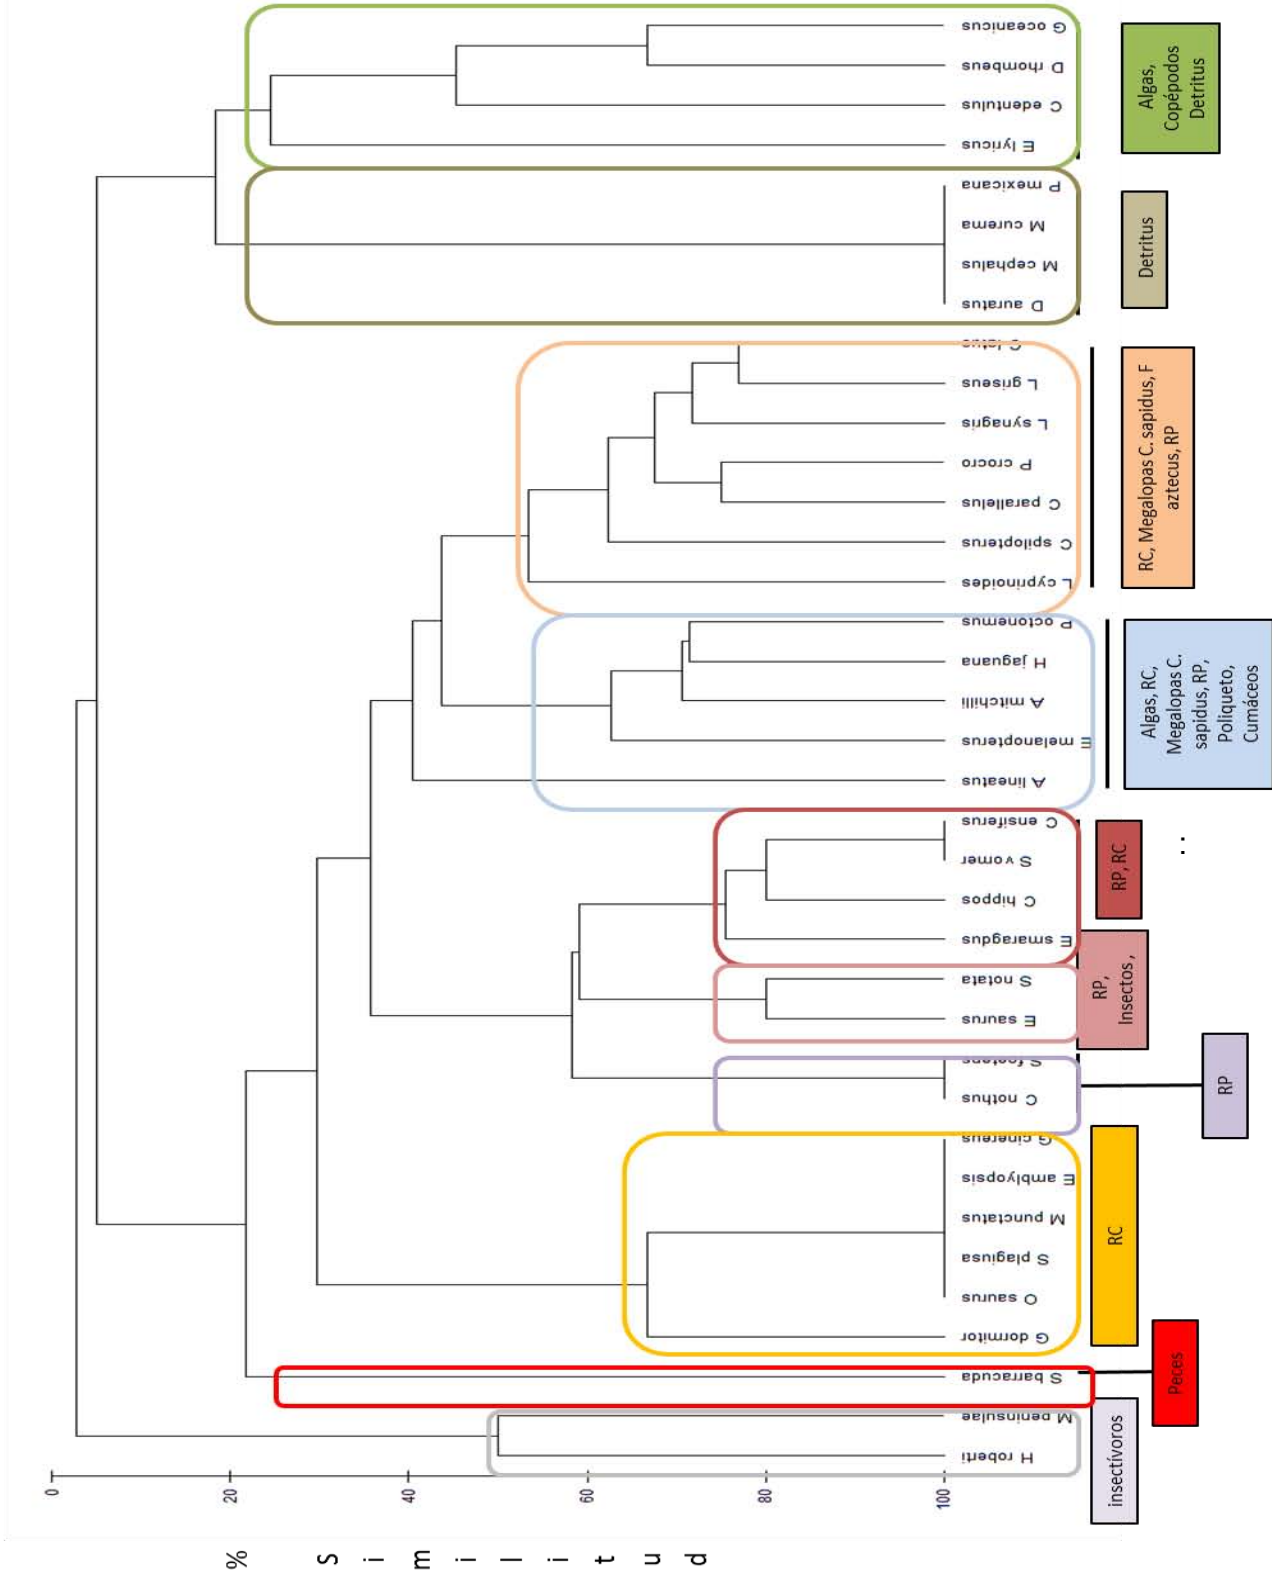 G oceanicus
D rhombeus
C edentulus
E lyricus
P mexicana
M curema
M cephalus
D auratus
C latus
L griseus
L synagris
P crocro
C parallelus
C spilopterus
L cyprinoides
P octonemus
H jaguana
A mitchilli
E melanopterus
A lineatus
C ensiferus
S vomer
C hippos
E smaragdus
S notata
E saurus
S foetens
C nothus
G cinereus
E amblyopsis
M punctatus
S plagiusa
O saurus
G dormitor
S barracuda
M peninsulae
H roberti
Algas,
Copépodos
Detritus
Detritus
RC, Megalopas C. sapidus, F
aztecus, RP
Algas, RC,
Megalopas C.
sapidus, RP,
Poliqueto,
Cumáceos
RP, RC
..
RP,
Insectos ,
RP
RC
Peces
insectívoros
0
20
40
60
80
100
% Similitud